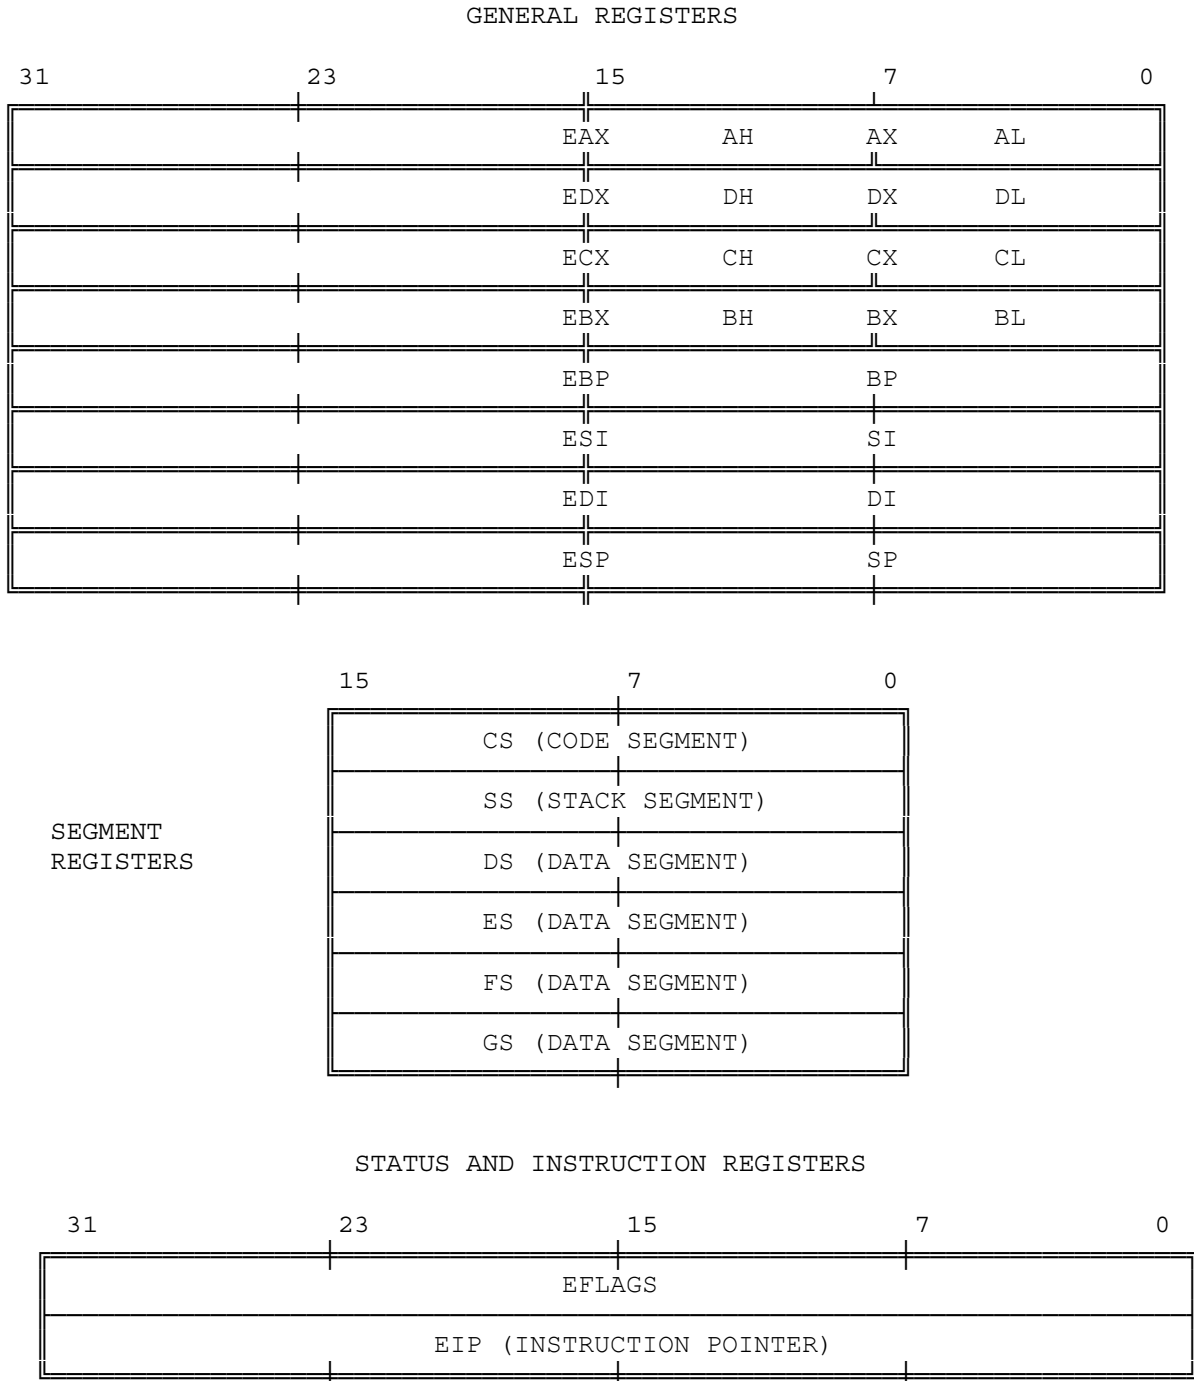 GENERAL REGISTERS
31 23 15 7 0
EAX AH AX AL
EDX DH DX DL
ECX CH CX CL
EBX BH BX BL
EBP BP
ESI SI
EDI DI
ESP SP
15 7 0
CS (CODE SEGMENT)
SS (STACK SEGMENT)
SEGMENT
REGISTERS
DS (DATA SEGMENT)
ES (DATA SEGMENT)
FS (DATA SEGMENT)
GS (DATA SEGMENT)
STATUS AND INSTRUCTION REGISTERS
31 23 15 7 0
EFLAGS
EIP (INSTRUCTION POINTER)